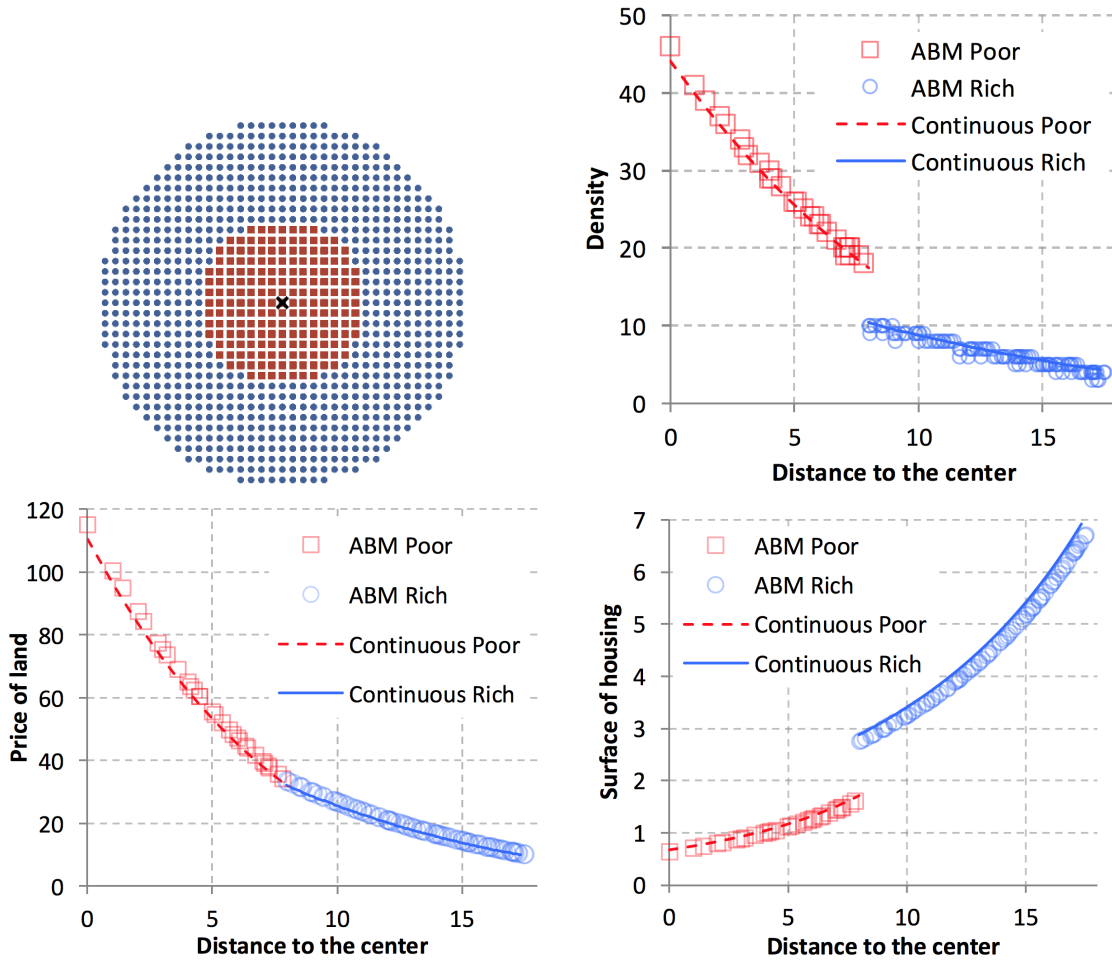 50
40
30
20
10
0
Density
ABM Poor
ABM Rich
Continuous Poor
Continuous Rich
0 5 10 15
Distance to the center
120
100
80
60
40
20
0
Price of land
ABM Poor
ABM Rich
Continuous Poor
Continuous Rich
0 5 10 15
Distance to the center
7
6
5
4
3
2
1
0
Surface of housing
ABM Poor
ABM Rich
Continuous Poor
Continuous Rich
0 5 10 15
Distance to the center